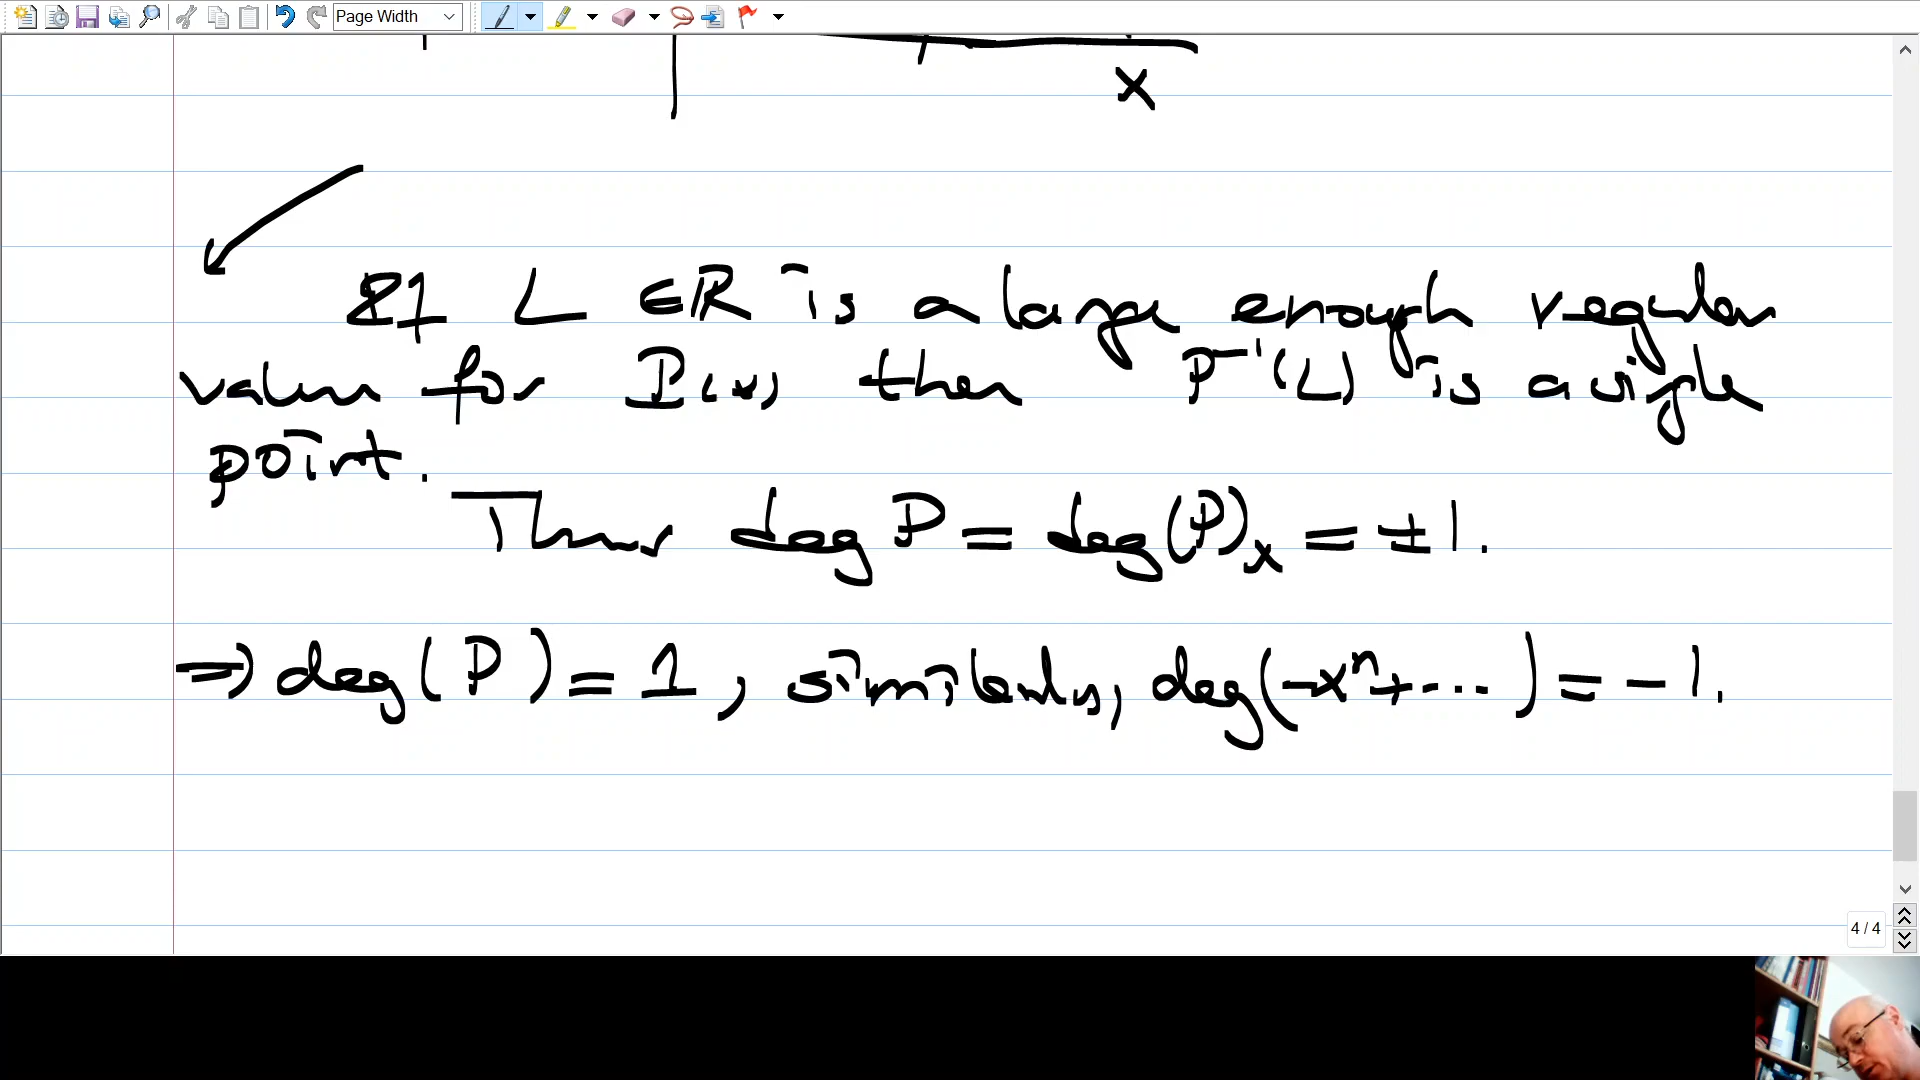 Page Width
x
If L ∈ R is a large enough regular
value for P(x) then P⁻¹(L) is a single
point.
Thus deg P = deg(P)ₓ = ±1.
⇒ deg(P) = 1, similarly, deg(-xⁿ+...) = -1.
4 / 4